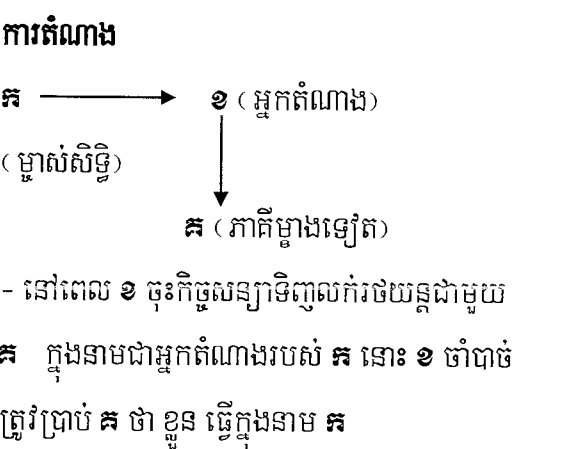 ការតំណាង
ក ខ ( អ្នកតំណាង)
( ម្ចាស់សិទ្ធិ)
គ ( ភាគីម្ខាងទៀត)
- នៅពេល ខ ចុះកិច្ចសន្យាទិញលក់រថយន្តជាមួយ
គ ក្នុងនាមជាអ្នកតំណាងរបស់ ក នោះ ខ ចាំបាច់
ត្រូវប្រាប់ គ ថា ខ្លួន ធ្វើក្នុងនាម ក